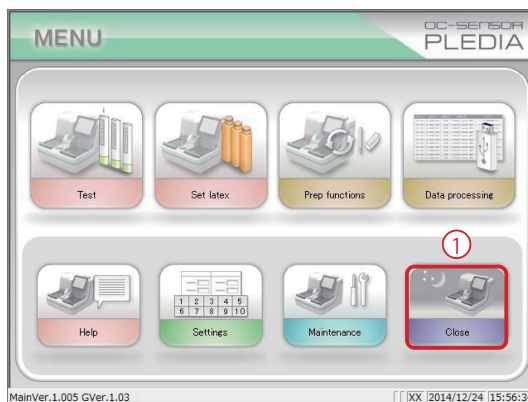 MENU
OC-SENSOR
PLEDIA
Test
Set latex
Prep functions
Data processing
1
Help
1 2 3 4 5
6 7 8 9 10
Settings
Maintenance
Close
MainVer.1.005 GVer.1.03
[ [ XX 2014/12/24 15:56:3